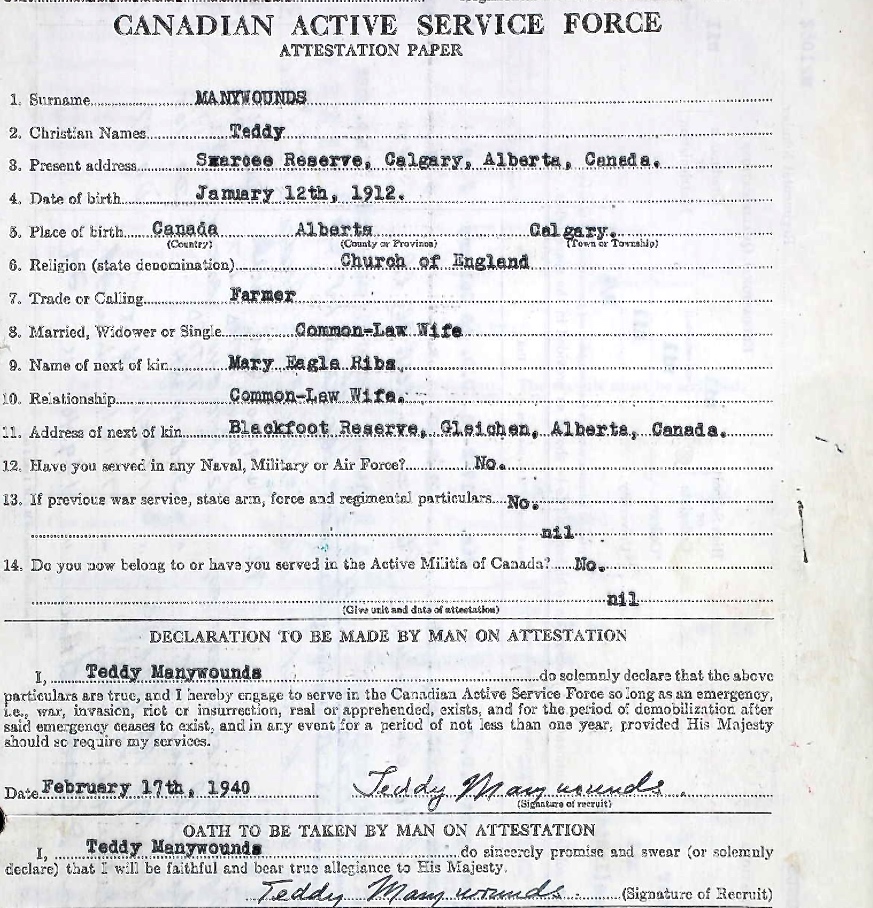 CANADIAN ACTIVE SERVICE FORCE
ATTESTATION PAPER
1. Surname MANYWOUNDS
2. Christian Names Teddy
3. Present address Sxarcee Reserve, Calgary, Alberta, Canada.
4. Date of birth January 12th, 1912.
5. Place of birth Canada Alberta Calgary.
(Country) (County or Province) (Town or Township)
6. Religion (state denomination) Church of England
7. Trade or Calling Farmer
8. Married, Widower or Single Common-Law Wife
9. Name of next of kin Mary Eagle Ribs.
10. Relationship Common-Law Wife.
11. Address of next of kin Blackfoot Reserve, Gleichen, Alberta, Canada.
12. Have you served in any Naval, Military or Air Force? No.
13. If previous war service, state arm, force and regimental particulars No.
nil
14. Do you now belong to or have you served in the Active Militia of Canada? No.
nil
(Give unit and date of attestation)
DECLARATION TO BE MADE BY MAN ON ATTESTATION
I, Teddy Manywounds do solemnly declare that the above
particulars are true, and I hereby engage to serve in the Canadian Active Service Force so long as an emergency,
i.e., war, invasion, riot or insurrection, real or apprehended, exists, and for the period of demobilization after
said emergency ceases to exist, and in any event for a period of not less than one year, provided His Majesty
should so require my services.
Date February 17th, 1940 Teddy Manywounds.
(Signature of recruit)
OATH TO BE TAKEN BY MAN ON ATTESTATION
I, Teddy Manywounds do sincerely promise and swear (or solemnly
declare) that I will be faithful and bear true allegiance to His Majesty.
Teddy Manywounds. (Signature of Recruit)